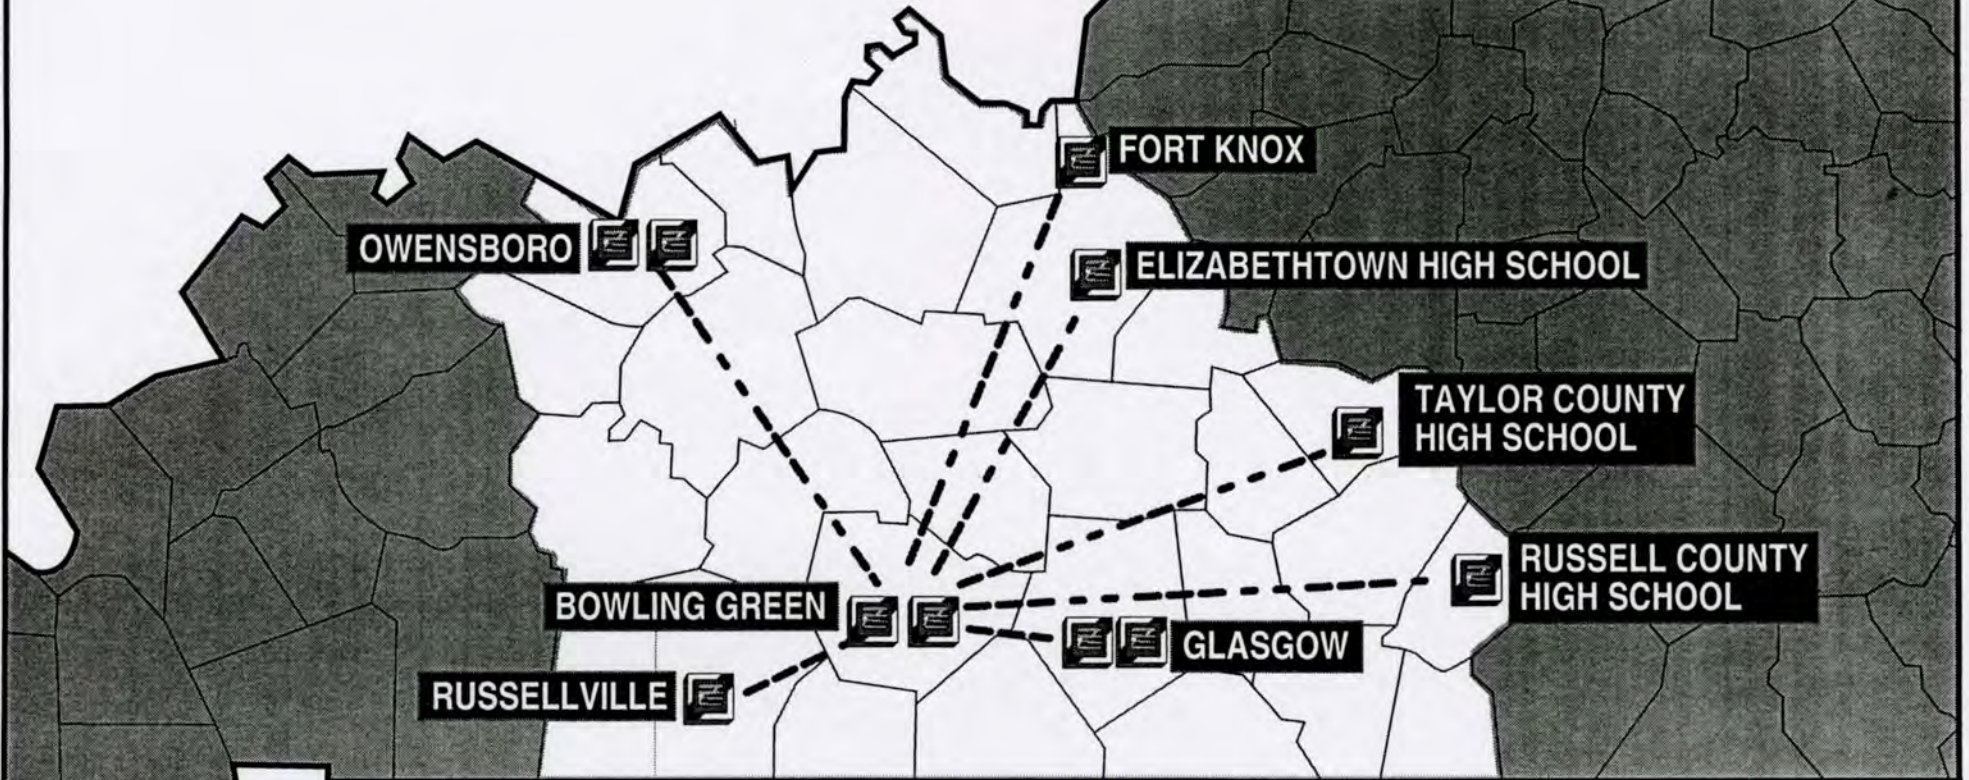 FORT KNOX
OWENSBORO
ELIZABETHTOWN HIGH SCHOOL
TAYLOR COUNTY
HIGH SCHOOL
RUSSELL COUNTY
HIGH SCHOOL
BOWLING GREEN
GLASGOW
RUSSELLVILLE